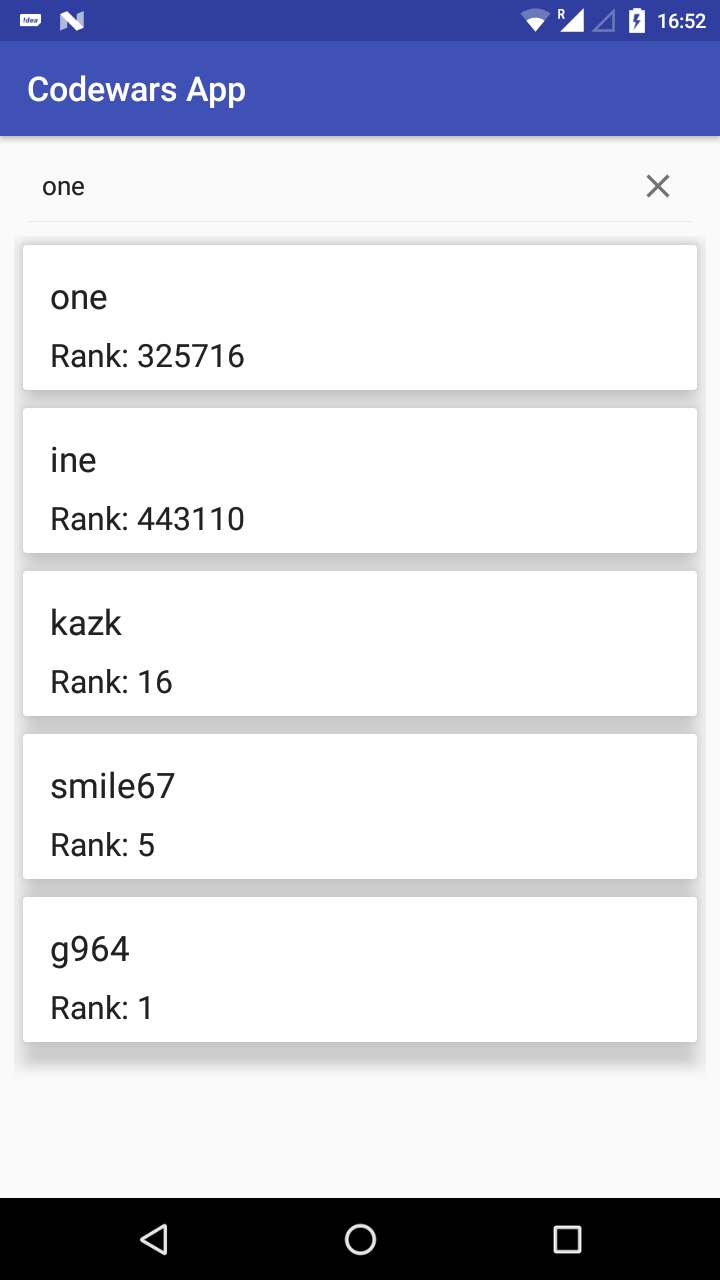 Idea R 16:52
Codewars App
one
one
Rank: 325716
ine
Rank: 443110
kazk
Rank: 16
smile67
Rank: 5
g964
Rank: 1